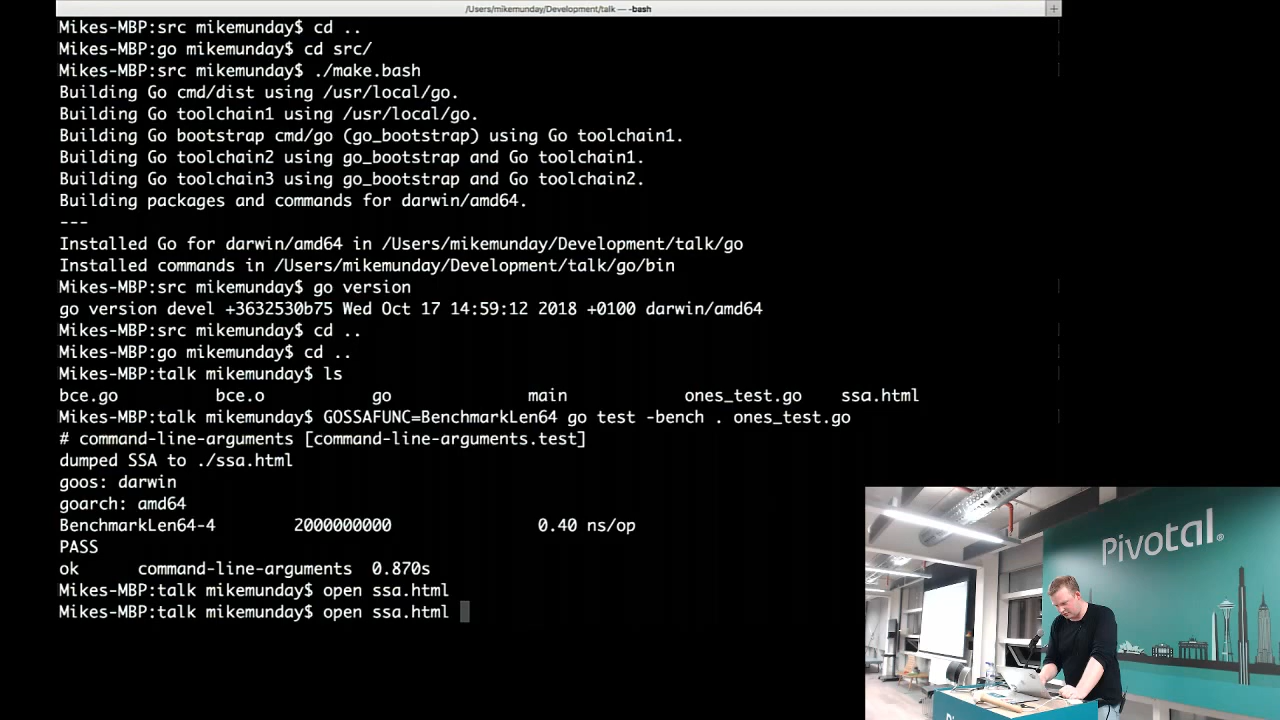 /Users/mikemunday/Development/talk — -bash
Mikes-MBP:src mikemunday$ cd ..
Mikes-MBP:go mikemunday$ cd src/
Mikes-MBP:src mikemunday$ ./make.bash
Building Go cmd/dist using /usr/local/go.
Building Go toolchain1 using /usr/local/go.
Building Go bootstrap cmd/go (go_bootstrap) using Go toolchain1.
Building Go toolchain2 using go_bootstrap and Go toolchain1.
Building Go toolchain3 using go_bootstrap and Go toolchain2.
Building packages and commands for darwin/amd64.
---
Installed Go for darwin/amd64 in /Users/mikemunday/Development/talk/go
Installed commands in /Users/mikemunday/Development/talk/go/bin
Mikes-MBP:src mikemunday$ go version
go version devel +3632530b75 Wed Oct 17 14:59:12 2018 +0100 darwin/amd64
Mikes-MBP:src mikemunday$ cd ..
Mikes-MBP:go mikemunday$ cd ..
Mikes-MBP:talk mikemunday$ ls
bce.go bce.o go main ones_test.go ssa.html
Mikes-MBP:talk mikemunday$ GOSSAFUNC=BenchmarkLen64 go test -bench . ones_test.go
# command-line-arguments [command-line-arguments.test]
dumped SSA to ./ssa.html
goos: darwin
goarch: amd64
BenchmarkLen64-4 2000000000 0.40 ns/op
PASS
ok command-line-arguments 0.870s
Mikes-MBP:talk mikemunday$ open ssa.html
Mikes-MBP:talk mikemunday$ open ssa.html
Pivotal